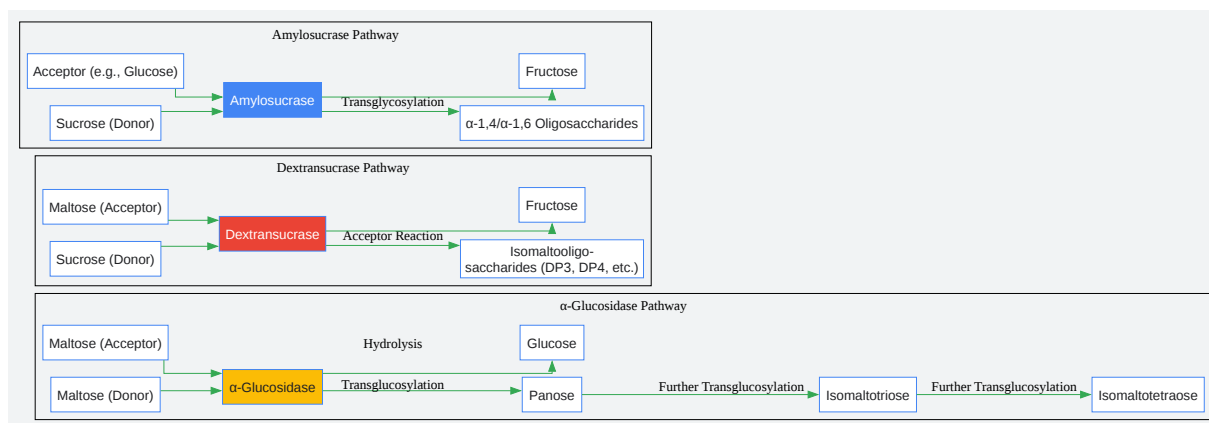 Amylosucrase Pathway
Acceptor (e.g., Glucose)
Fructose
Amylosucrase
Transglycosylation
Sucrose (Donor)
α-1,4/α-1,6 Oligosaccharides
Dextransucrase Pathway
Maltose (Acceptor)
Fructose
Dextransucrase
Acceptor Reaction
Sucrose (Donor)
Isomaltooligo-
saccharides (DP3, DP4, etc.)
α-Glucosidase Pathway
Maltose (Acceptor)
Hydrolysis
Glucose
α-Glucosidase
Transglucosylation
Maltose (Donor)
Panose
Further Transglucosylation
Isomaltotriose
Further Transglucosylation
Isomaltotetraose